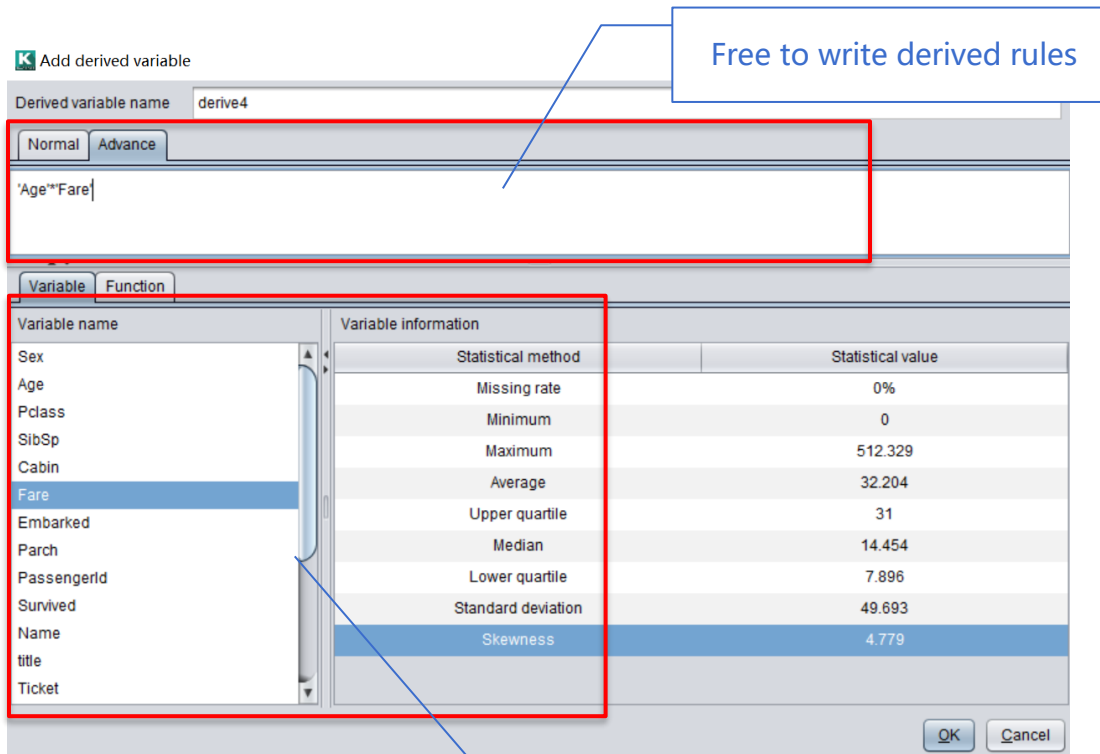 Free to write derived rules
Add derived variable
Derived variable name derive4
Normal Advance
'Age'*'Fare'
Variable Function
Variable name Variable information
Sex
Age
Pclass
SibSp
Cabin
Fare
Embarked
Parch
PassengerId
Survived
Name
title
Ticket
Statistical method Statistical value
Missing rate 0%
Minimum 0
Maximum 512.329
Average 32.204
Upper quartile 31
Median 14.454
Lower quartile 7.896
Standard deviation 49.693
Skewness 4.779
OK Cancel